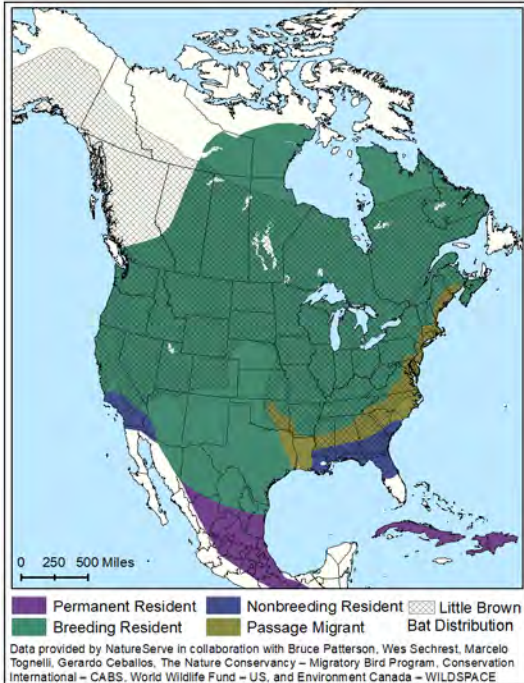 0 250 500 Miles
Permanent Resident
Breeding Resident
Nonbreeding Resident
Passage Migrant
Little Brown
Bat Distribution
Data provided by NatureServe in collaboration with Bruce Patterson, Wes Sechrest, Marcelo
Tognelli, Gerardo Ceballos, The Nature Conservancy – Migratory Bird Program, Conservation
International – CABS, World Wildlife Fund – US, and Environment Canada – WILDSPACE